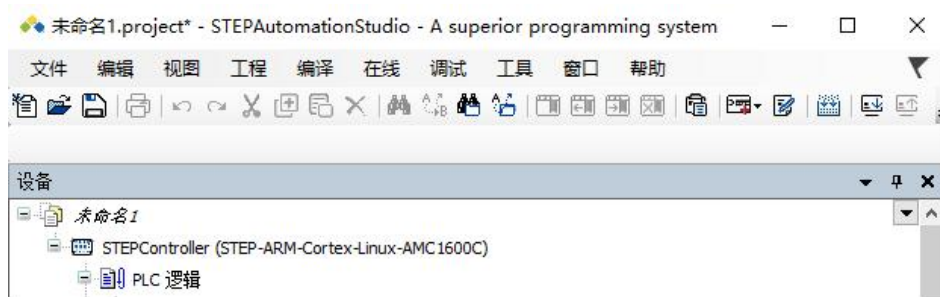 未命名1.project* - STEPAutomationStudio - A superior programming system
文件 编辑 视图 工程 编译 在线 调试 工具 窗口 帮助
设备
未命名1
STEPController (STEP-ARM-Cortex-Linux-AMC1600C)
PLC 逻辑